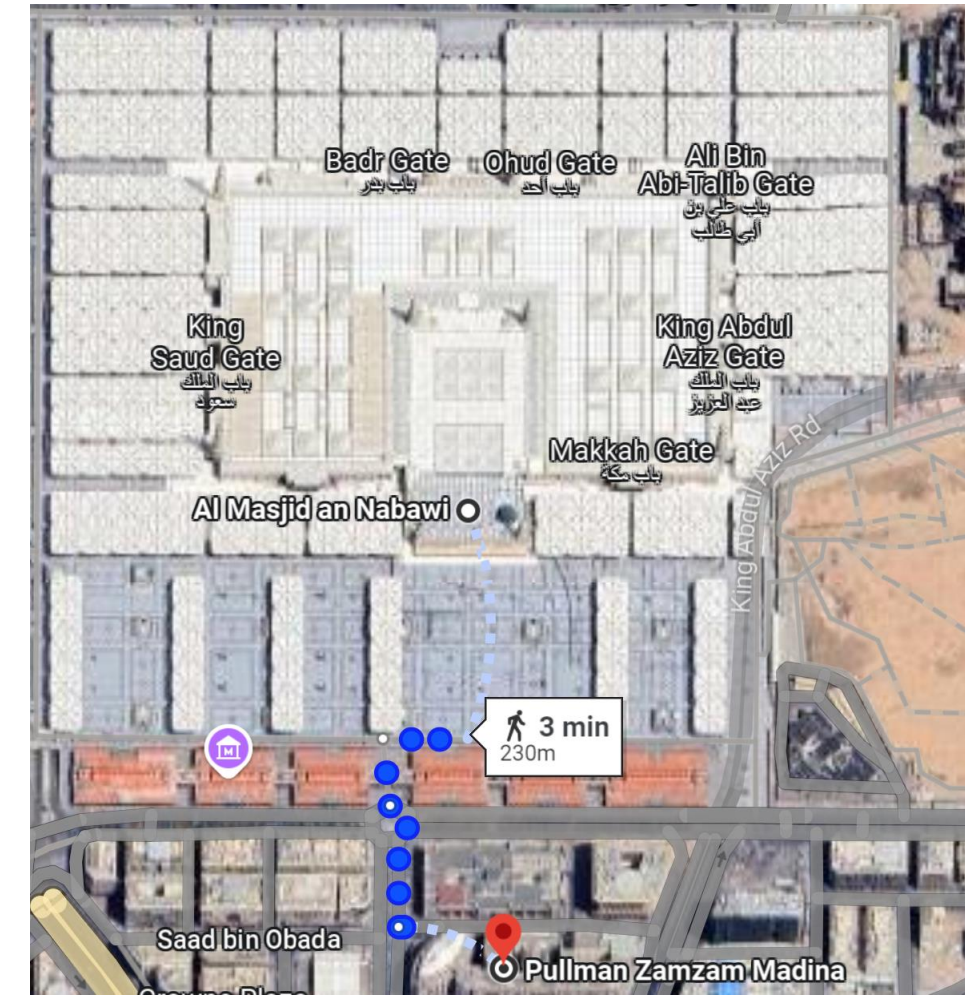 Badr Gate
باب بدر
Ohud Gate
باب أحد
Ali Bin
Abi-Talib Gate
باب علي بن
أبي طالب
King
Saud Gate
باب الملك
سعود
King Abdul
Aziz Gate
باب الملك
عبد العزيز
Makkah Gate
باب مكة
King Abdul Aziz Rd
Al Masjid an Nabawi
3 min
230m
M
Saad bin Obada
Pullman Zamzam Madina
Crowne Plaza